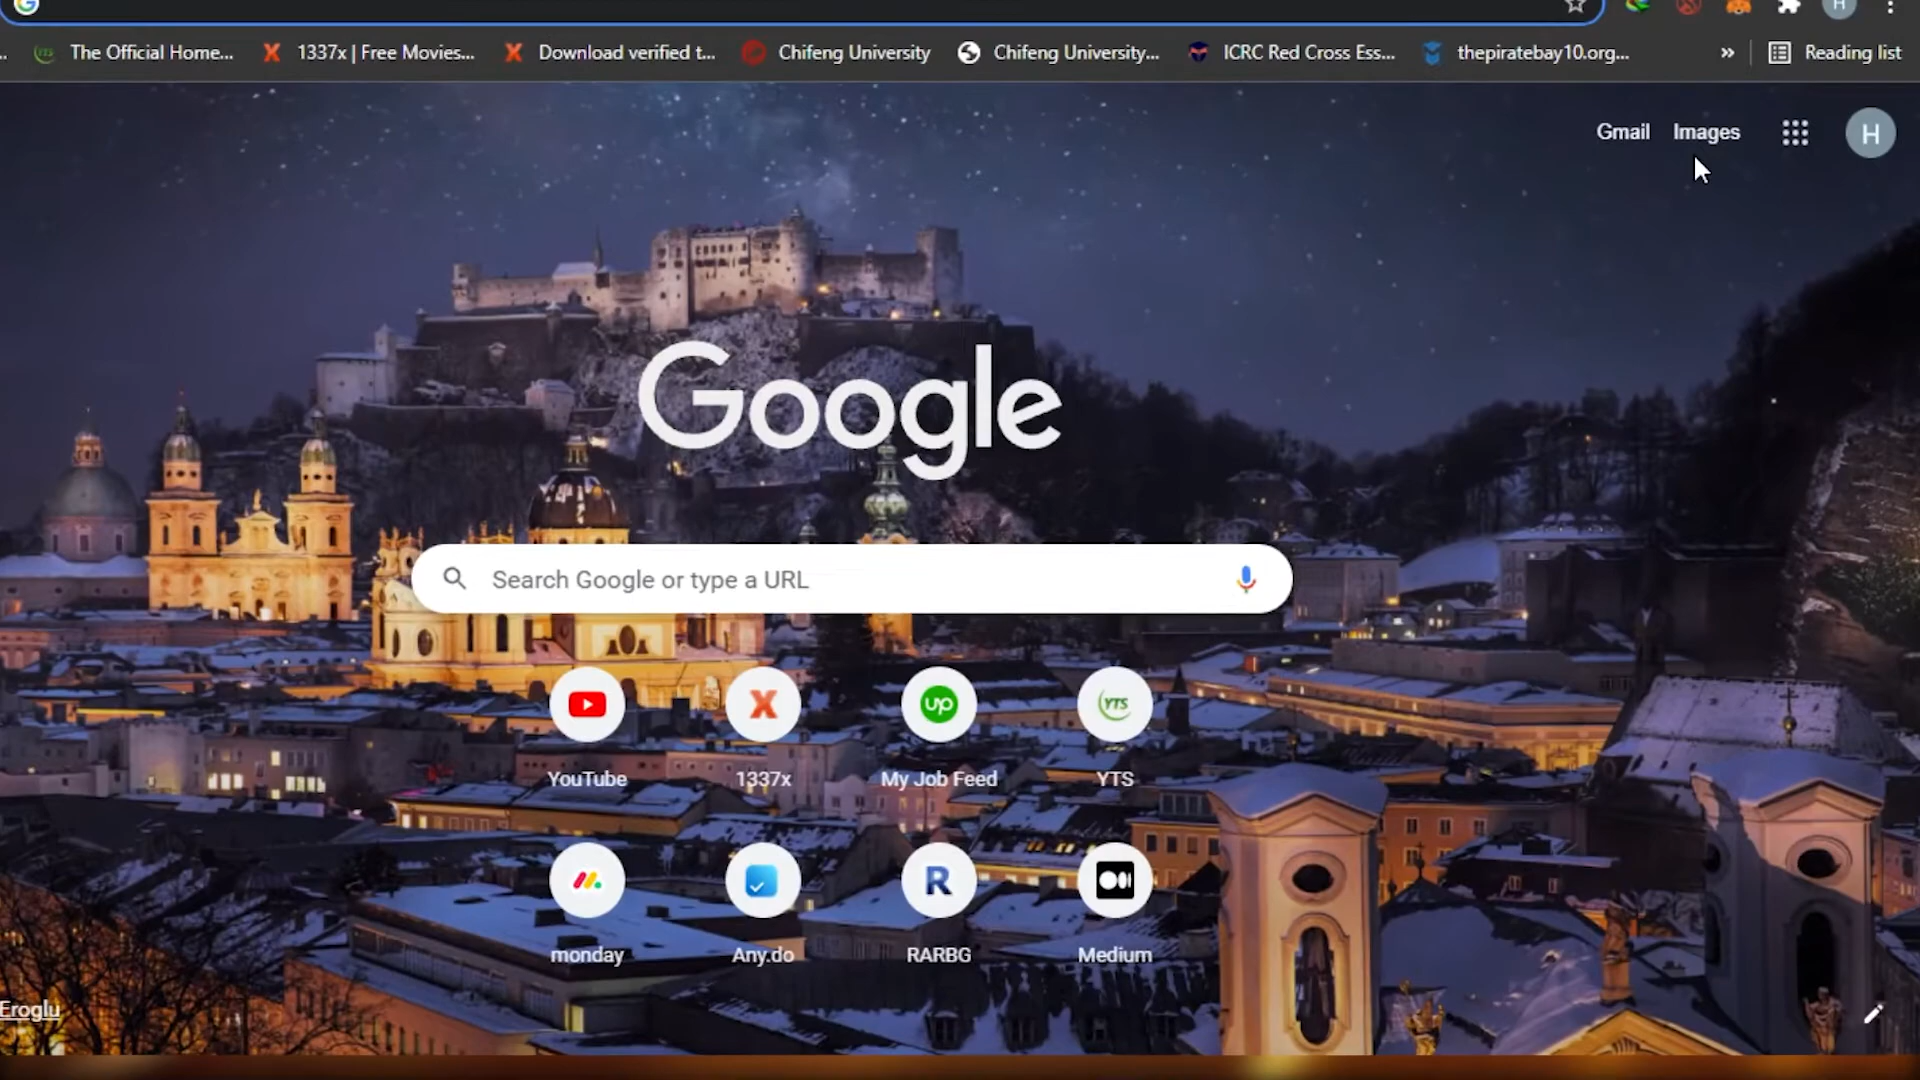 The Official Home...
1337x | Free Movies...
Download verified t...
Chifeng University
Chifeng University...
ICRC Red Cross Ess...
thepiratebay10.org...
»
Reading list
Gmail
Images
H
Google
Search Google or type a URL
YouTube
1337x
My Job Feed
YTS
monday
Any.do
RARBG
Medium
Eroglu